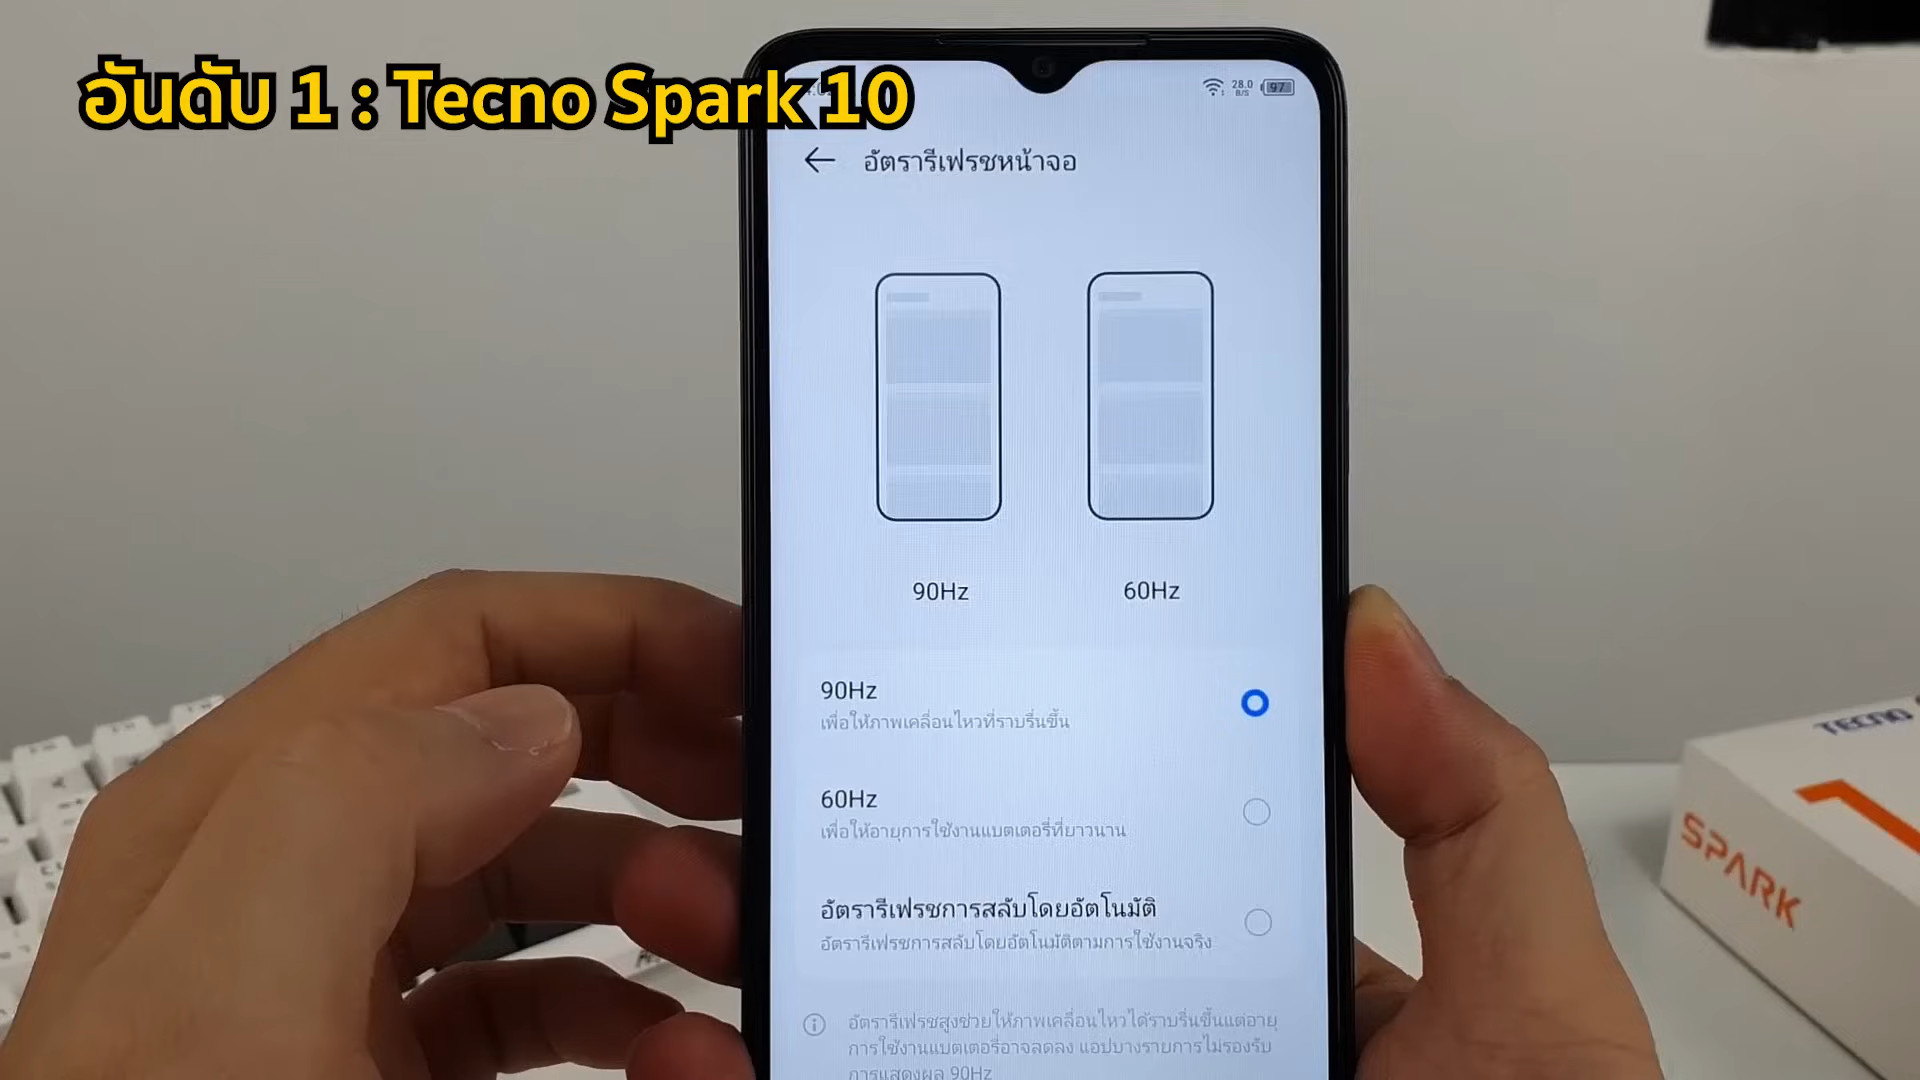 อันดับ 1 : Tecno Spark 10
28.0
B/S
97
อัตรารีเฟรชหน้าจอ
90Hz
60Hz
90Hz
เพื่อให้ภาพเคลื่อนไหวที่ราบรื่นขึ้น
60Hz
เพื่อให้อายุการใช้งานแบตเตอรี่ที่ยาวนาน
อัตรารีเฟรชการสลับโดยอัตโนมัติ
อัตรารีเฟรชการสลับโดยอัตโนมัติตามการใช้งานจริง
อัตรารีเฟรชสูงช่วยให้ภาพเคลื่อนไหวได้ราบรื่นขึ้นแต่อายุ
การใช้งานแบตเตอรี่อาจลดลง แอปบางรายการไม่รองรับ
การแสดงผล 90Hz
TECNO
SPARK